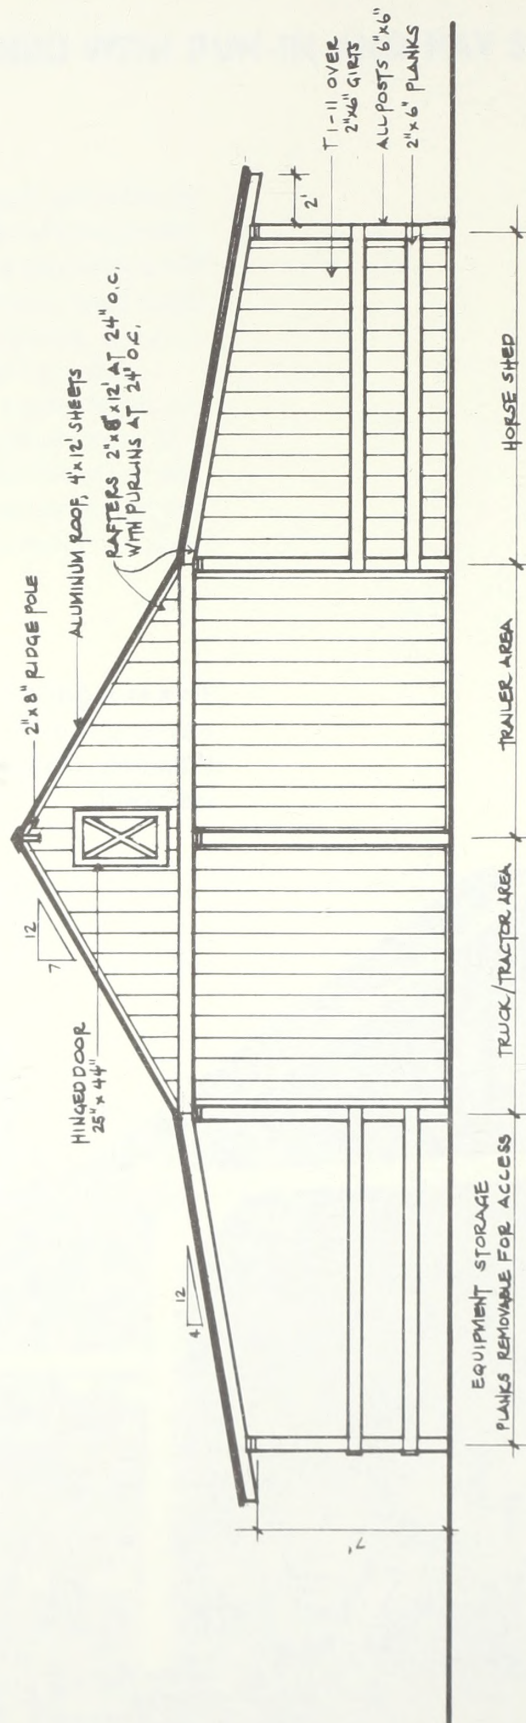 2"x8" RIDGE POLE
ALUMINUM ROOF, 4'x12' SHEETS
RAFTERS 2"x8"x12' AT 24" O.C.
WITH PURLINS AT 24" O.C.
12
7
HINGED DOOR
25" x 44"
12
4
2'
T 1-11 OVER
2"x6" GIRTS
ALL POSTS 6"x6"
2"x6" PLANKS
7'
EQUIPMENT STORAGE
PLANKS REMOVABLE FOR ACCESS
TRUCK/TRACTOR AREA
TRAILER AREA
HORSE SHED